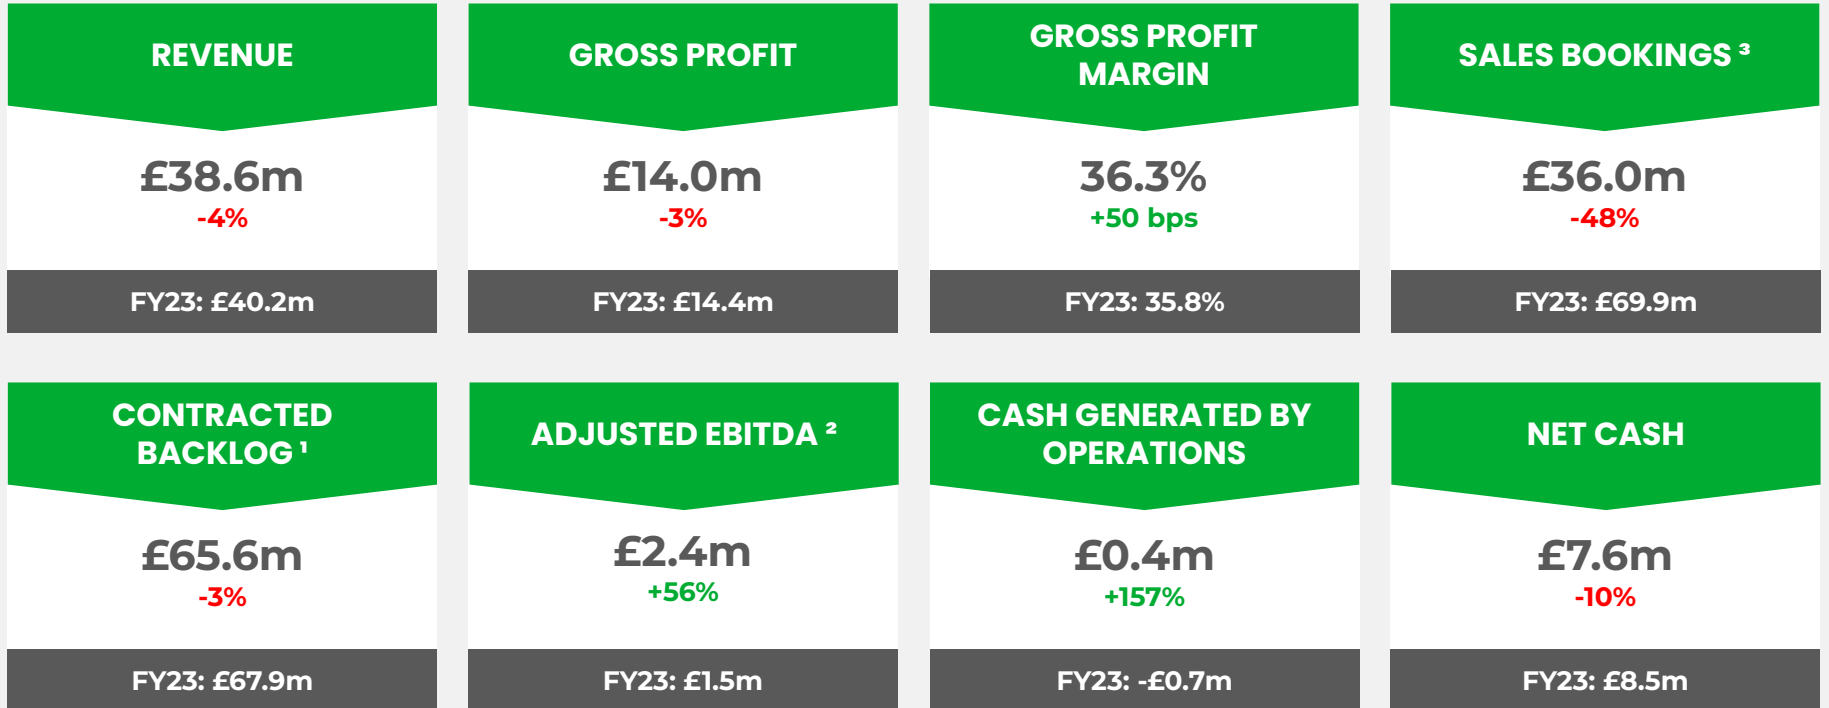 REVENUE
£38.6m
-4%
FY23: £40.2m
GROSS PROFIT
£14.0m
-3%
FY23: £14.4m
GROSS PROFIT
MARGIN
36.3%
+50 bps
FY23: 35.8%
SALES BOOKINGS ³
£36.0m
-48%
FY23: £69.9m
CONTRACTED
BACKLOG ¹
£65.6m
-3%
FY23: £67.9m
ADJUSTED EBITDA ²
£2.4m
+56%
FY23: £1.5m
CASH GENERATED BY
OPERATIONS
£0.4m
+157%
FY23: -£0.7m
NET CASH
£7.6m
-10%
FY23: £8.5m